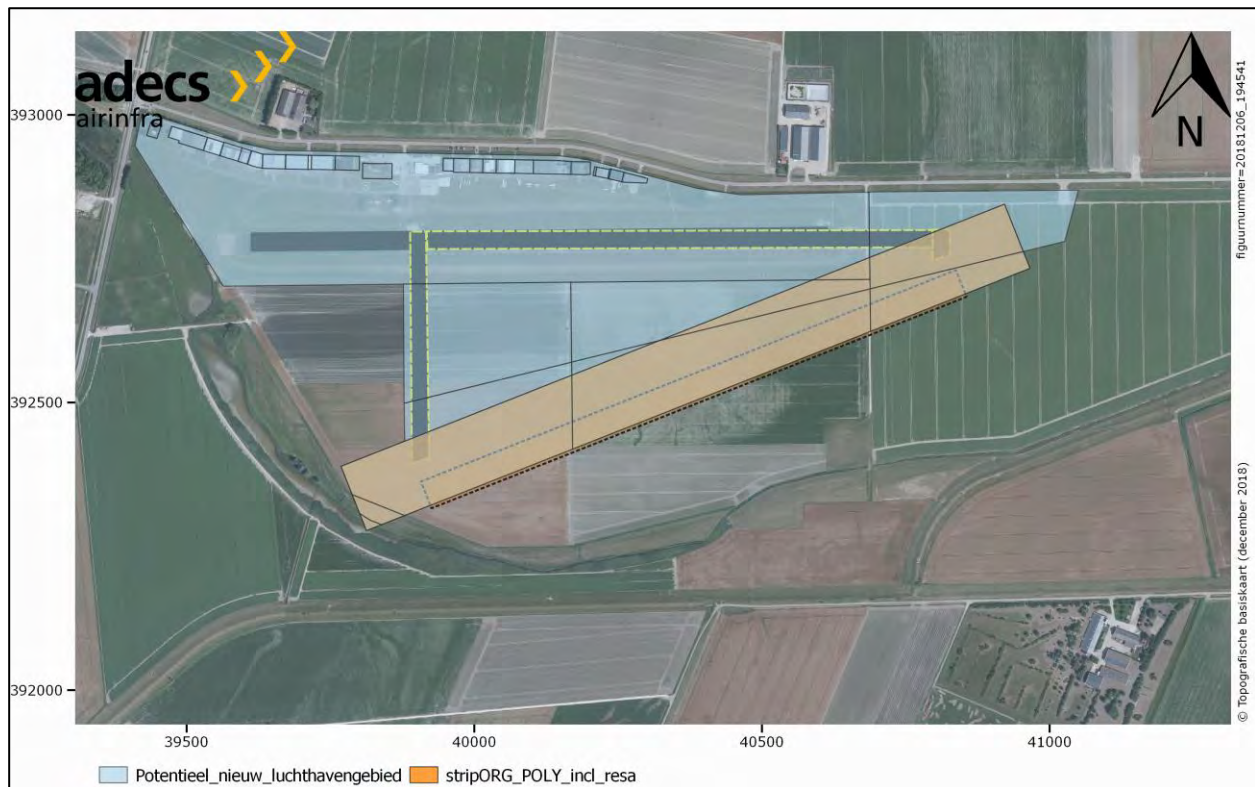 adecs
airinfra
393000
392500
392000
39500
40000
40500
41000
N
figuurnummer=20181206_194541
© Topografische basiskaart (december 2018)
Potentieel_nieuw_luchthavengebied
stripORG_POLY_incl_resa